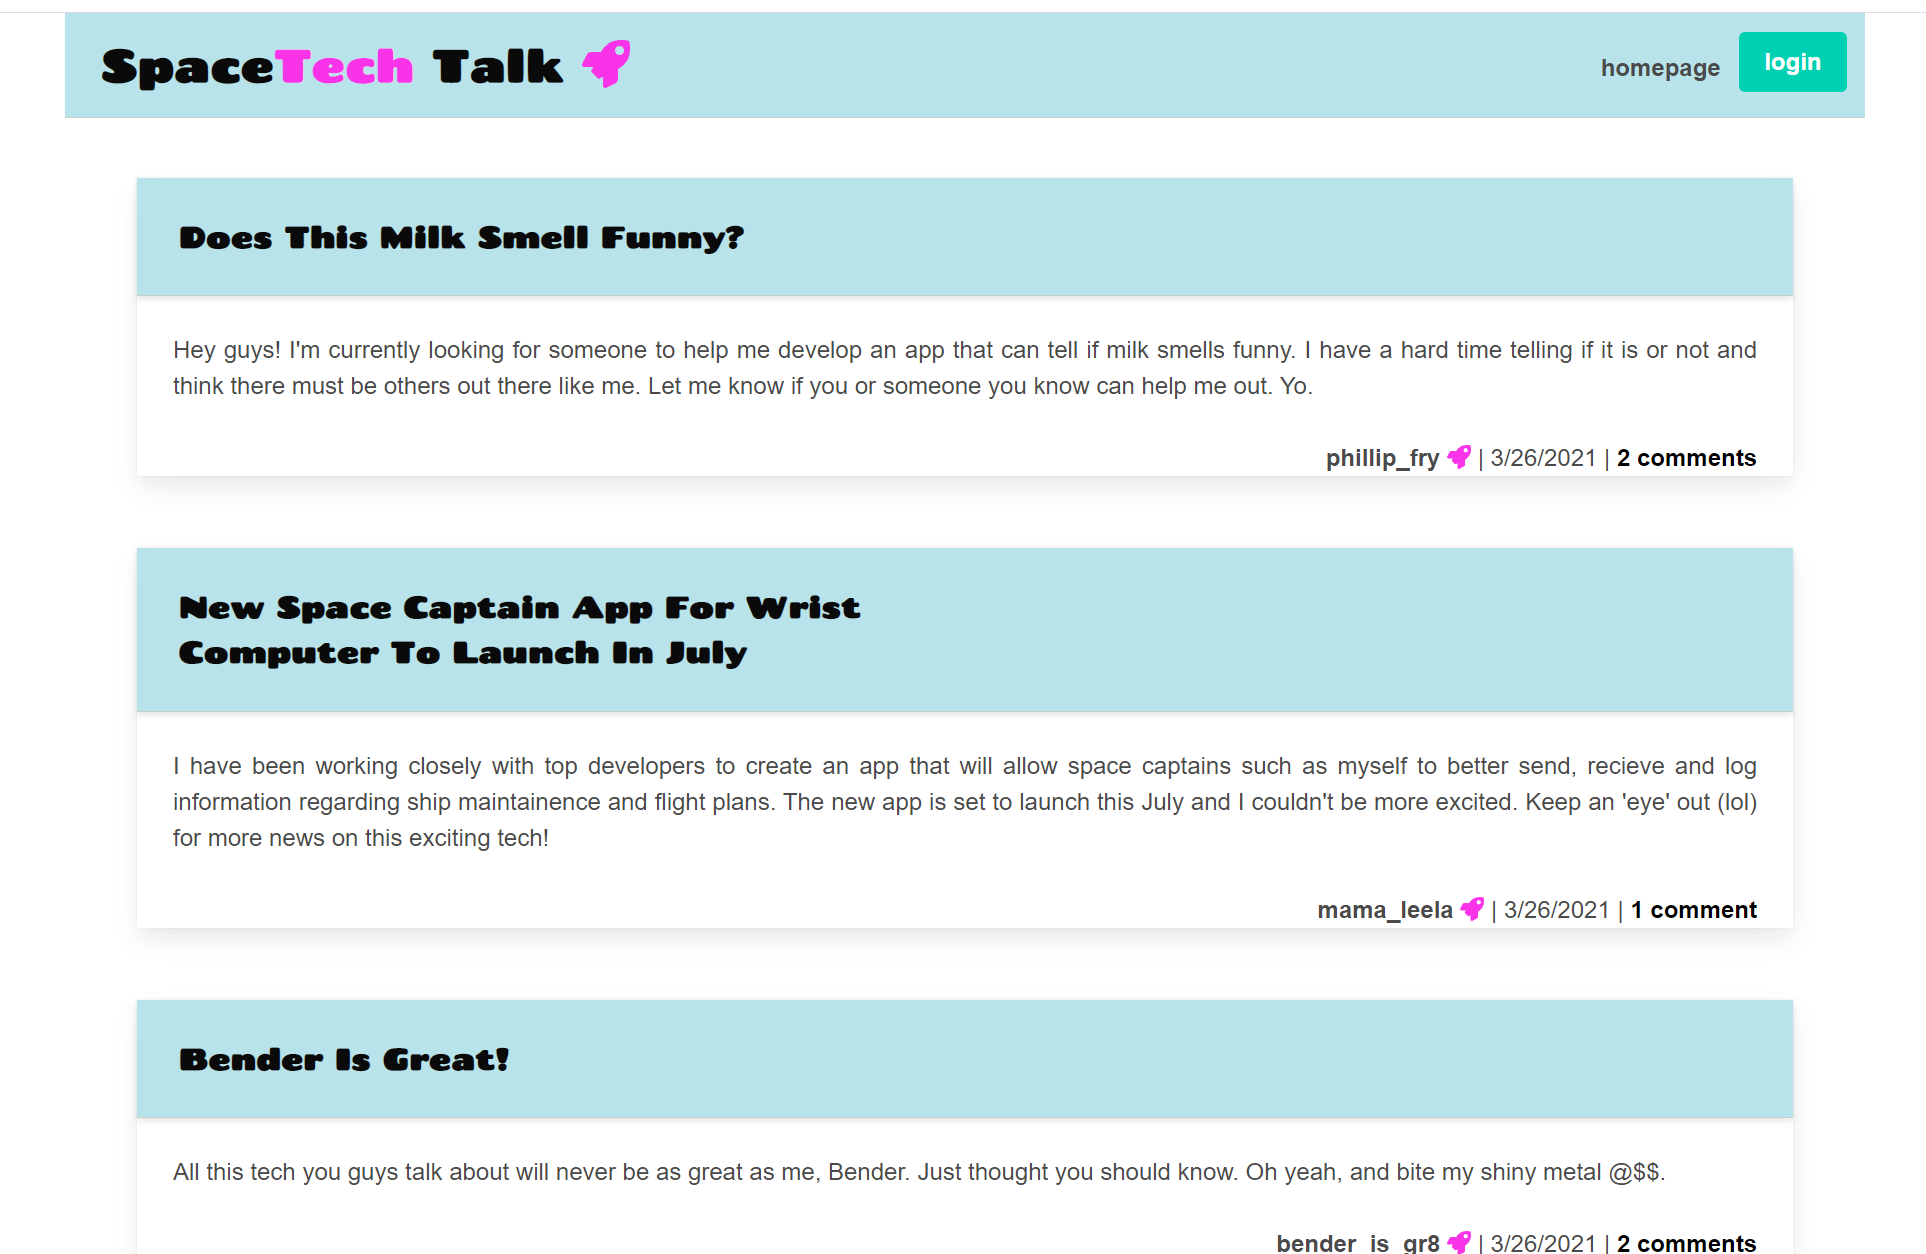 SpaceTech Talk
homepage login
Does This Milk Smell Funny?
Hey guys! I'm currently looking for someone to help me develop an app that can tell if milk smells funny. I have a hard time telling if it is or not and
think there must be others out there like me. Let me know if you or someone you know can help me out. Yo.
phillip_fry | 3/26/2021 | 2 comments
New Space Captain App For Wrist
Computer To Launch In July
I have been working closely with top developers to create an app that will allow space captains such as myself to better send, recieve and log
information regarding ship maintainence and flight plans. The new app is set to launch this July and I couldn't be more excited. Keep an 'eye' out (lol)
for more news on this exciting tech!
mama_leela | 3/26/2021 | 1 comment
Bender Is Great!
All this tech you guys talk about will never be as great as me, Bender. Just thought you should know. Oh yeah, and bite my shiny metal @$$.
bender_is_gr8 | 3/26/2021 | 2 comments